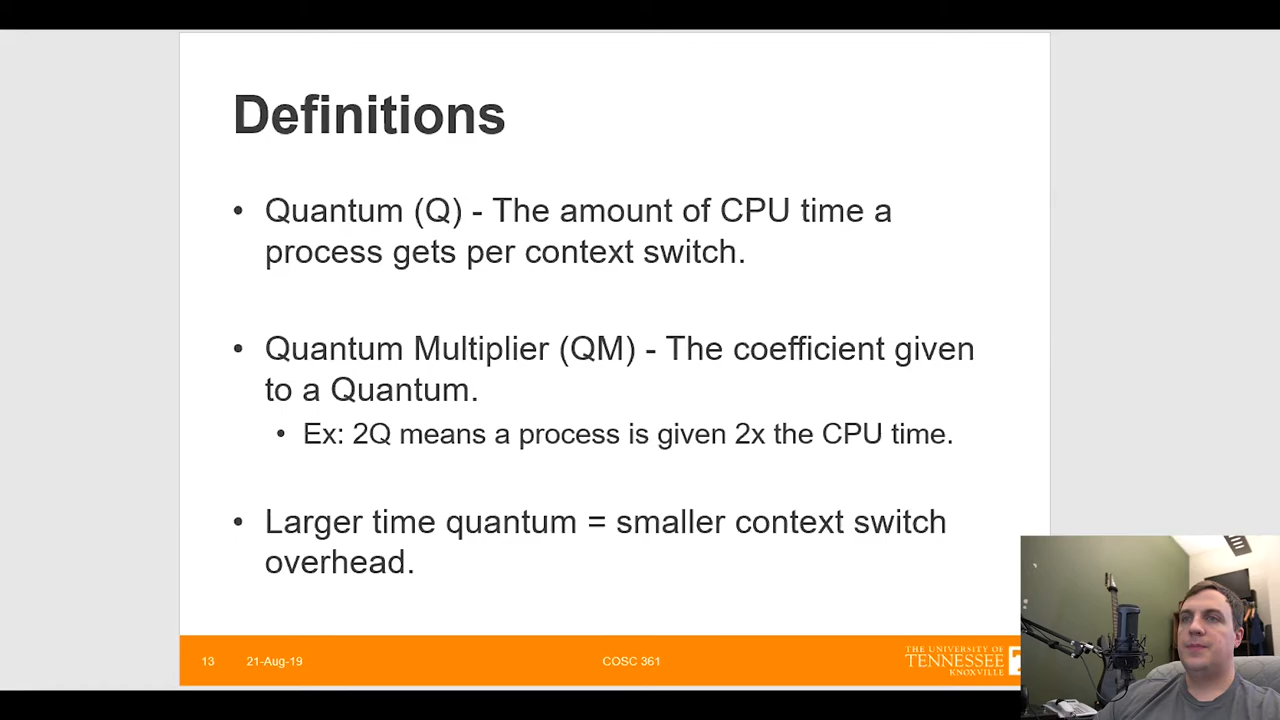 Definitions
• Quantum (Q) - The amount of CPU time a
process gets per context switch.
• Quantum Multiplier (QM) - The coefficient given
to a Quantum.
• Ex: 2Q means a process is given 2x the CPU time.
• Larger time quantum = smaller context switch
overhead.
13 21-Aug-19 COSC 361
THE UNIVERSITY OF
TENNESSEE
KNOXVILLE